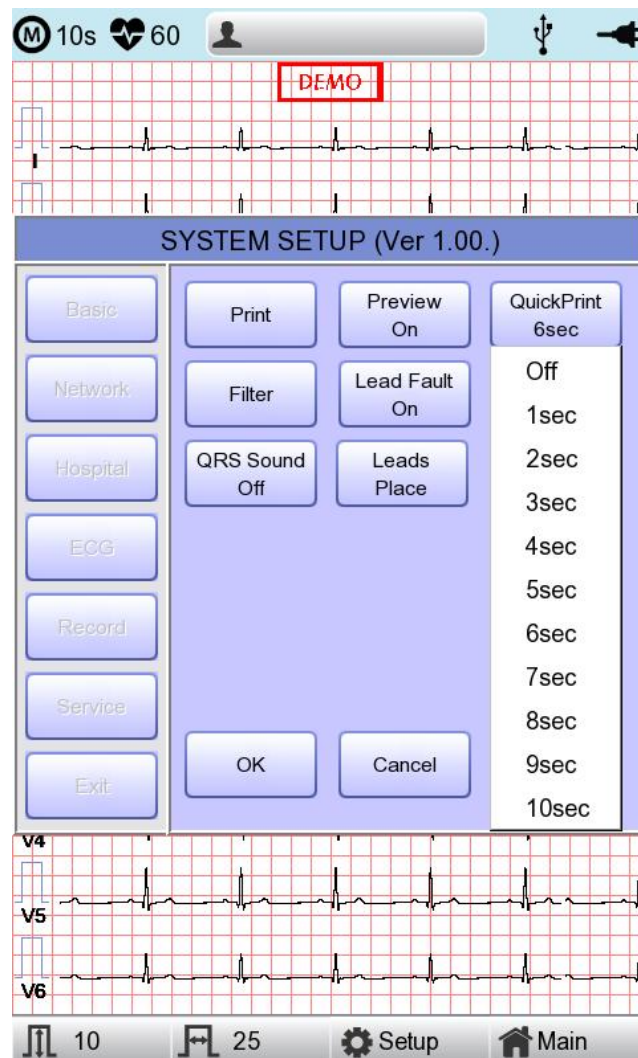 M 10s 60
DEMO
I
SYSTEM SETUP (Ver 1.00.)
Basic
Network
Hospital
ECG
Record
Service
Exit
Print
Preview
On
QuickPrint
6sec
Filter
Lead Fault
On
QRS Sound
Off
Leads
Place
Off
1sec
2sec
3sec
4sec
5sec
6sec
7sec
8sec
9sec
10sec
OK
Cancel
V4
V5
V6
10
25
Setup
Main